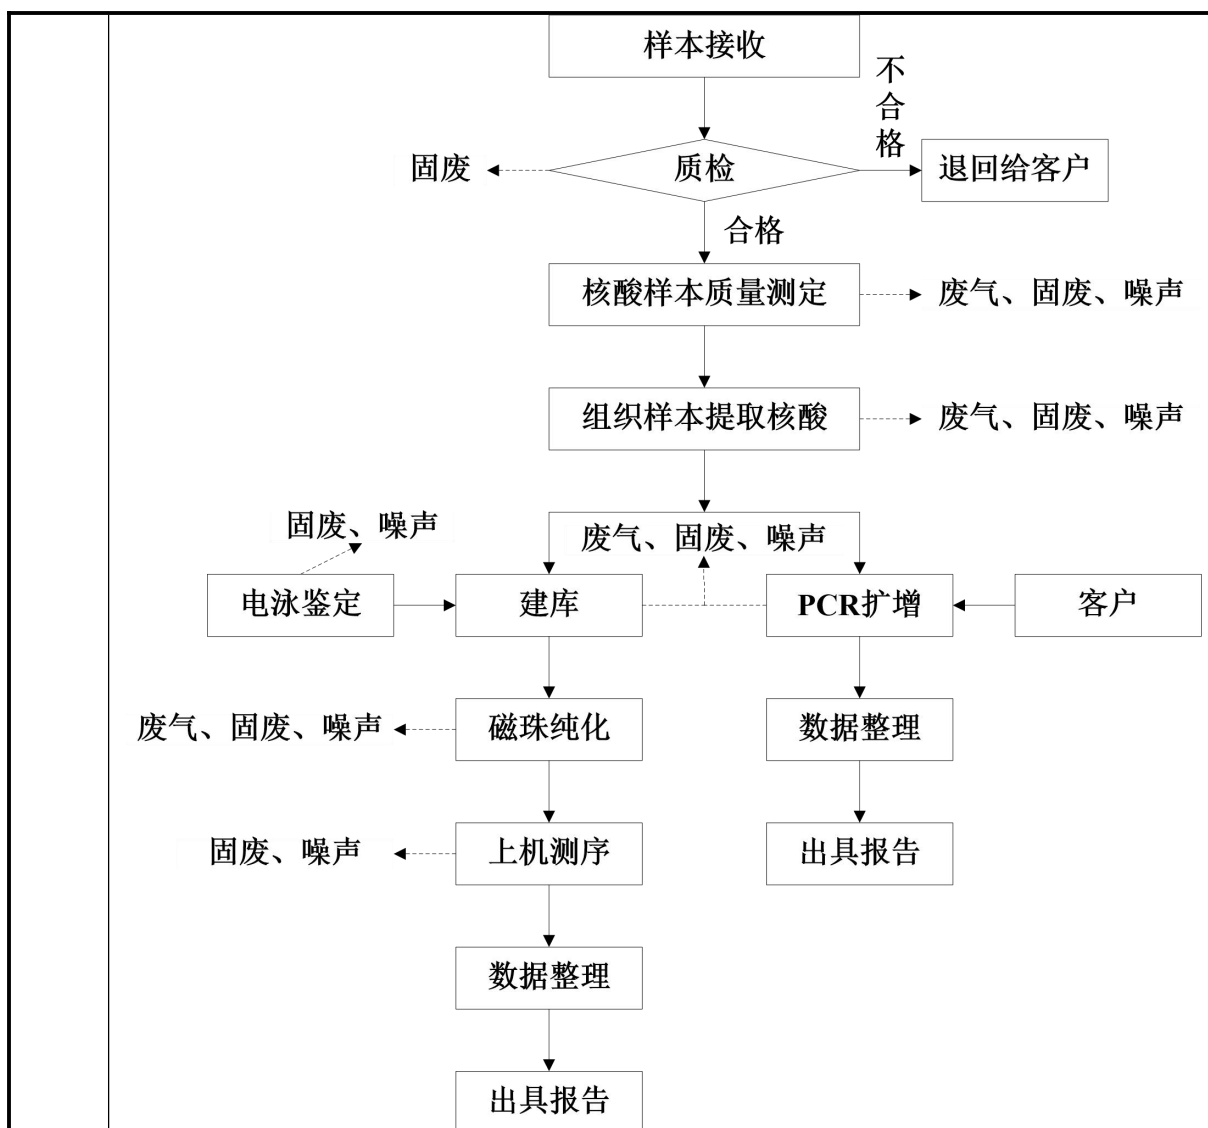 样本接收
不合格
固废
质检
退回给客户
合格
核酸样本质量测定
废气、固废、噪声
组织样本提取核酸
废气、固废、噪声
固废、噪声
废气、固废、噪声
电泳鉴定
建库
PCR扩增
客户
废气、固废、噪声
磁珠纯化
数据整理
固废、噪声
上机测序
出具报告
数据整理
出具报告